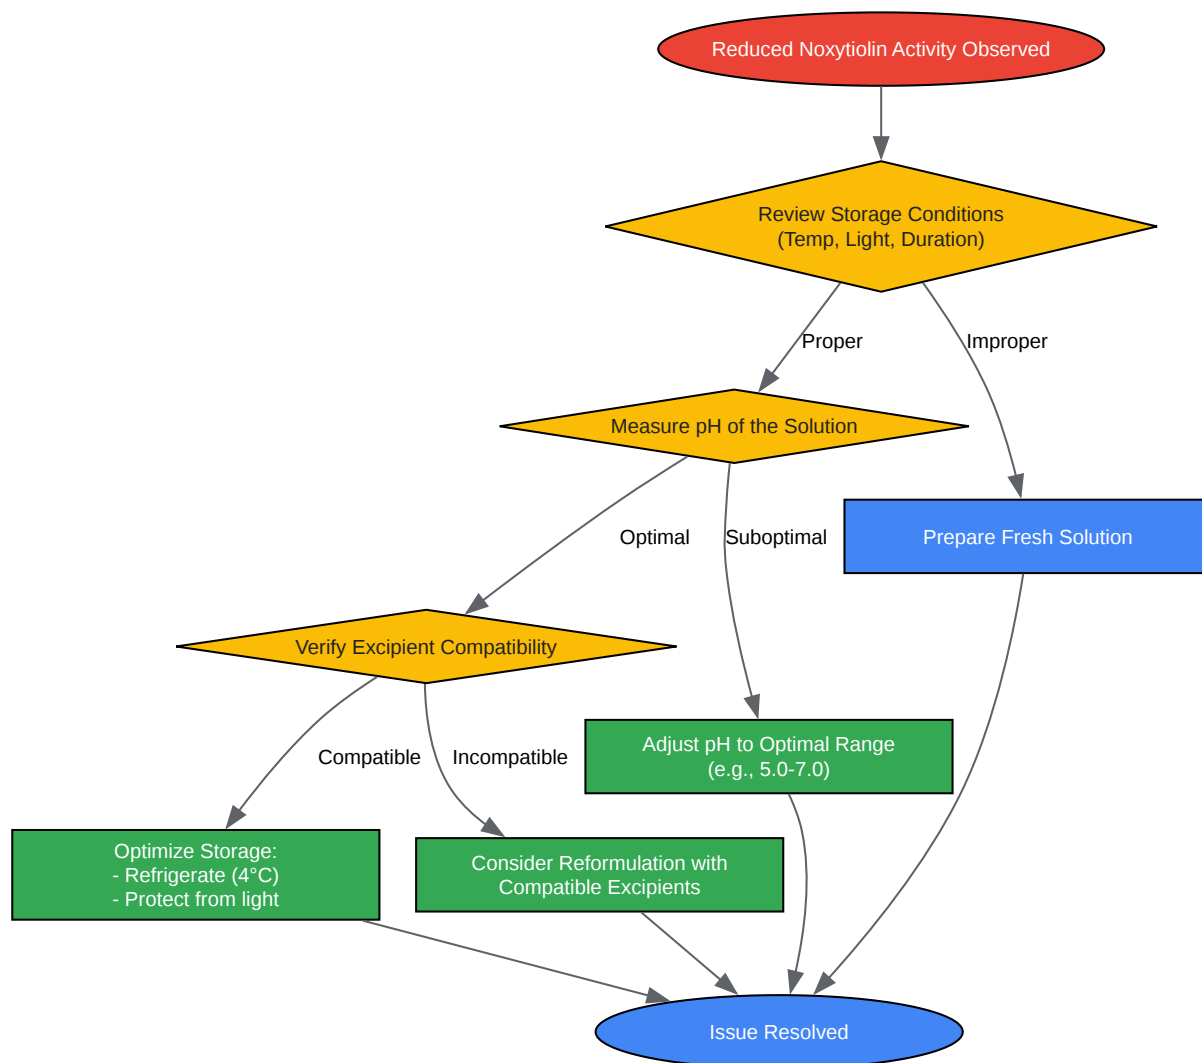 Reduced Noxytiolin Activity Observed
Review Storage Conditions
(Temp, Light, Duration)
Proper
Improper
Measure pH of the Solution
Optimal
Suboptimal
Prepare Fresh Solution
Verify Excipient Compatibility
Compatible
Incompatible
Adjust pH to Optimal Range
(e.g., 5.0-7.0)
Optimize Storage:
- Refrigerate (4°C)
- Protect from light
Consider Reformulation with
Compatible Excipients
Issue Resolved